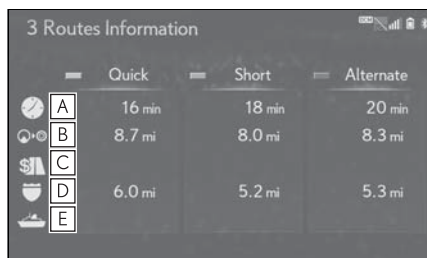 3 Routes Information
DCM
Quick Short Alternate
A 16 min 18 min 20 min
B 8.7 mi 8.0 mi 8.3 mi
$ C
D 6.0 mi 5.2 mi 5.3 mi
E